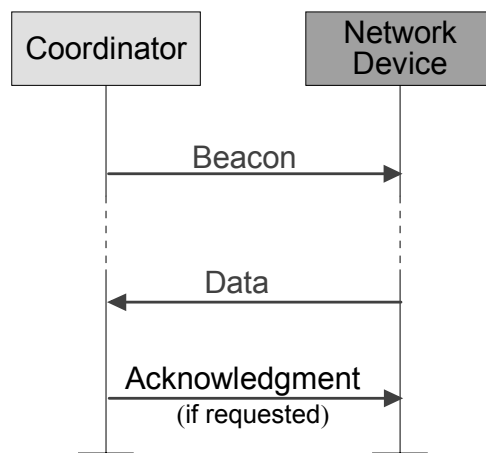 Coordinator
Network
Device
Beacon
Data
Acknowledgment
(if requested)